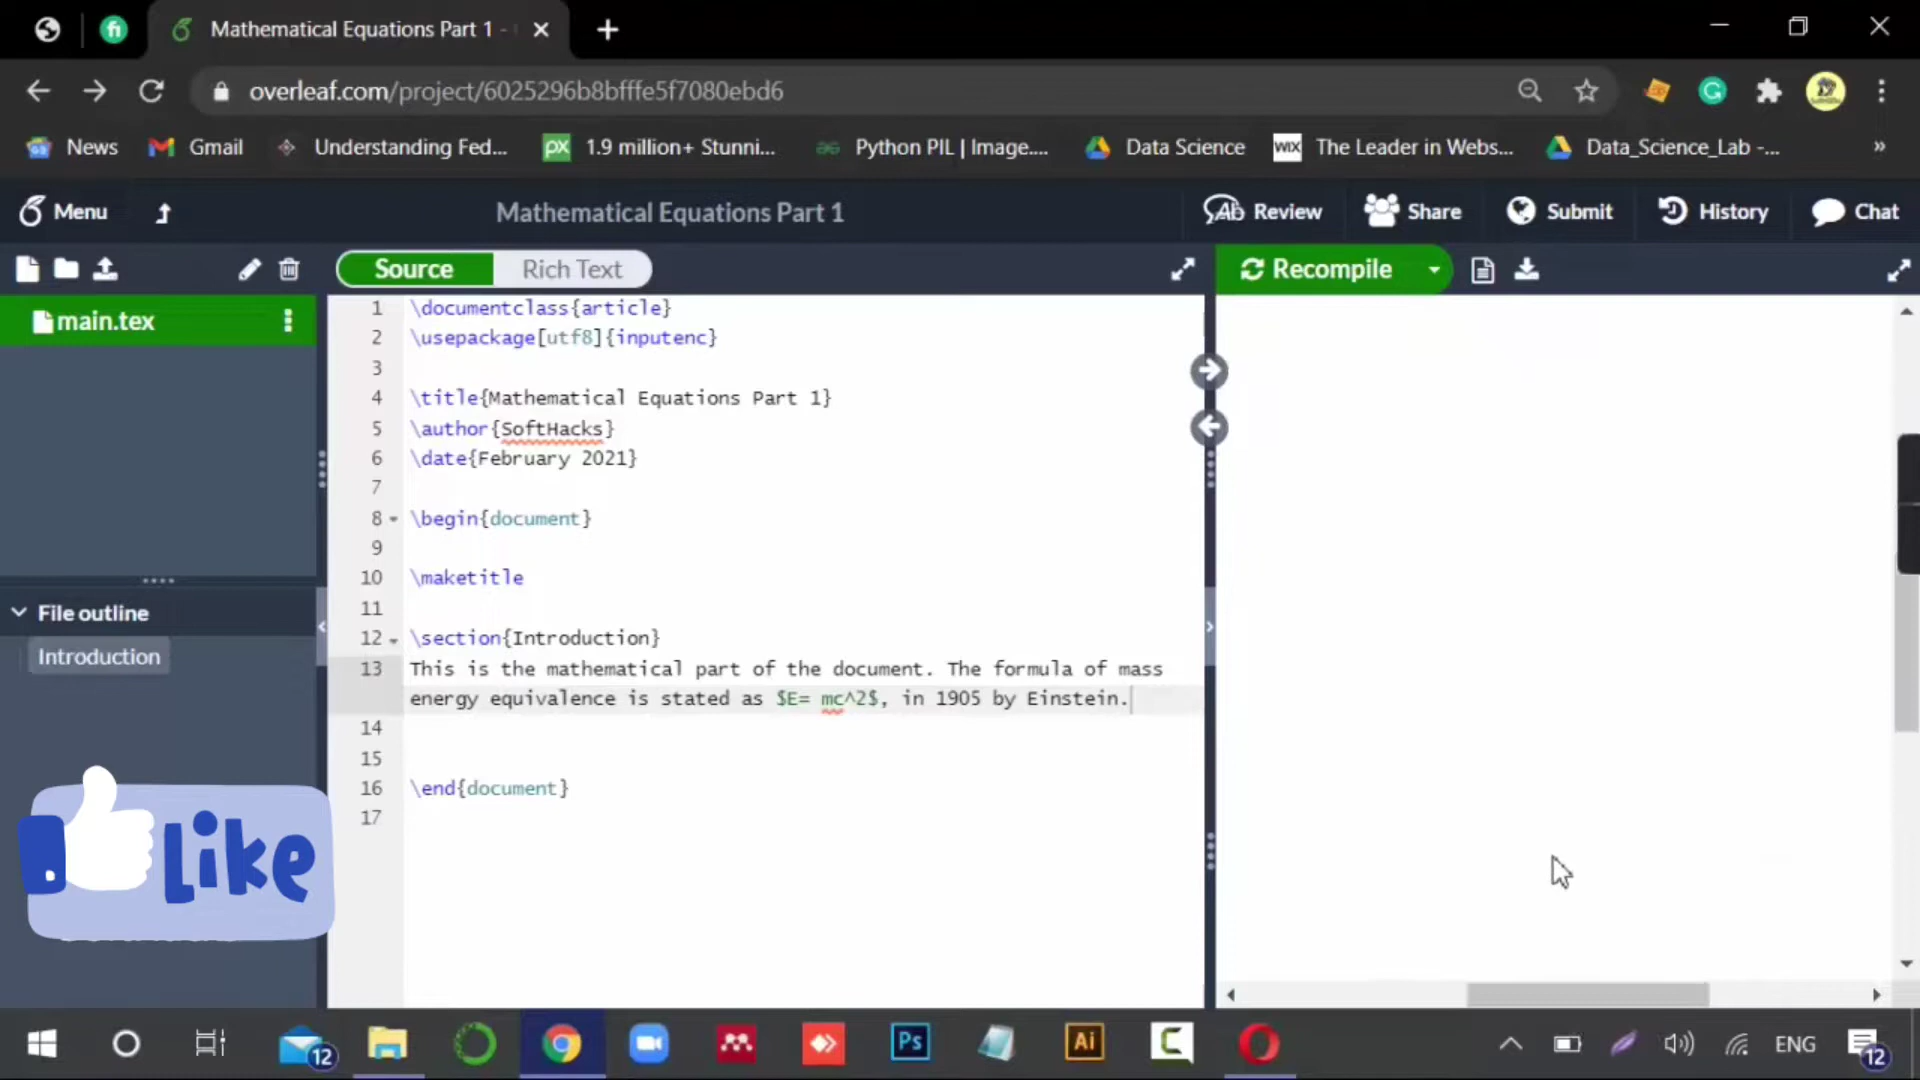 Mathematical Equations Part 1 -
overleaf.com/project/6025296b8bfffe5f7080ebd6
News
Gmail
Understanding Fed...
px
1.9 million+ Stunni...
Python PIL | Image....
Data Science
WIX
The Leader in Webs...
Data_Science_Lab -...
»
Menu
Mathematical Equations Part 1
Review
Share
Submit
History
Chat
Source
Rich Text
Recompile
main.tex
File outline
Introduction
1 \documentclass{article}
2 \usepackage[utf8]{inputenc}
3
4 \title{Mathematical Equations Part 1}
5 \author{SoftHacks}
6 \date{February 2021}
7
8 \begin{document}
9
10 \maketitle
11
12 \section{Introduction}
13 This is the mathematical part of the document. The formula of mass
energy equivalence is stated as $E= mc^2$, in 1905 by Einstein.
14
15
16 \end{document}
17
Like
12
Ps
Ai
ENG
12